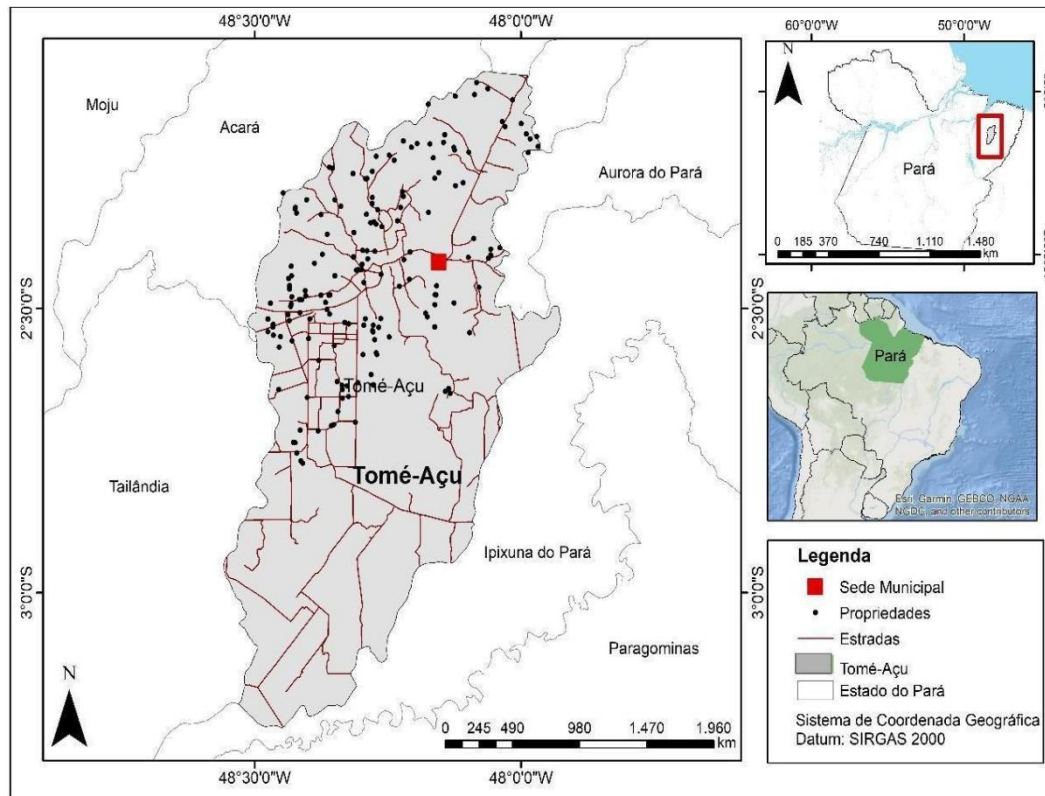 48°30'0"W
48°0'0"W
Moju
Acará
Aurora do Pará
2°30'0"S
2°30'0"S
Tomé-Açu
Tomé-Açu
Tailândia
Ipixuna do Pará
3°0'0"S
3°0'0"S
Paragominas
N
0 245 490 980 1.470 1.960
km
48°30'0"W
48°0'0"W
60°0'0"W
50°0'0"W
N
Pará
0 185 370 740 1.110 1.480
km
Pará
Esri, Garmin, GEBCO, NOAA
NGDC, and other contributors
Legenda
Sede Municipal
Propriedades
Estradas
Tomé-Açu
Estado do Pará
Sistema de Coordenada Geográfica
Datum: SIRGAS 2000